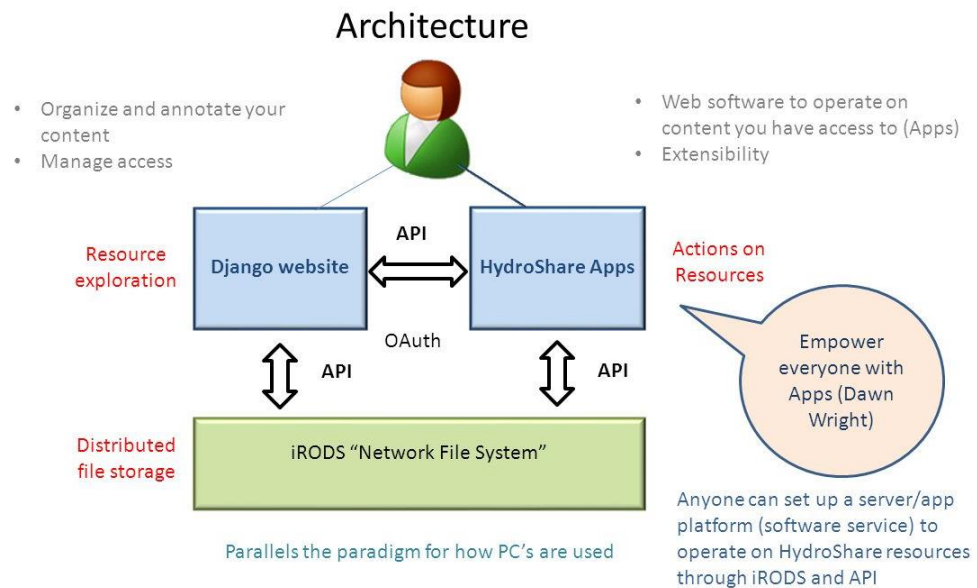 Architecture
• Organize and annotate your
content
• Manage access
• Web software to operate on
content you have access to (Apps)
• Extensibility
Resource
exploration
Django website
API
OAuth
HydroShare Apps
Actions on
Resources
API
API
Empower
everyone with
Apps (Dawn
Wright)
Distributed
file storage
iRODS “Network File System”
Parallels the paradigm for how PC’s are used
Anyone can set up a server/app
platform (software service) to
operate on HydroShare resources
through iRODS and API